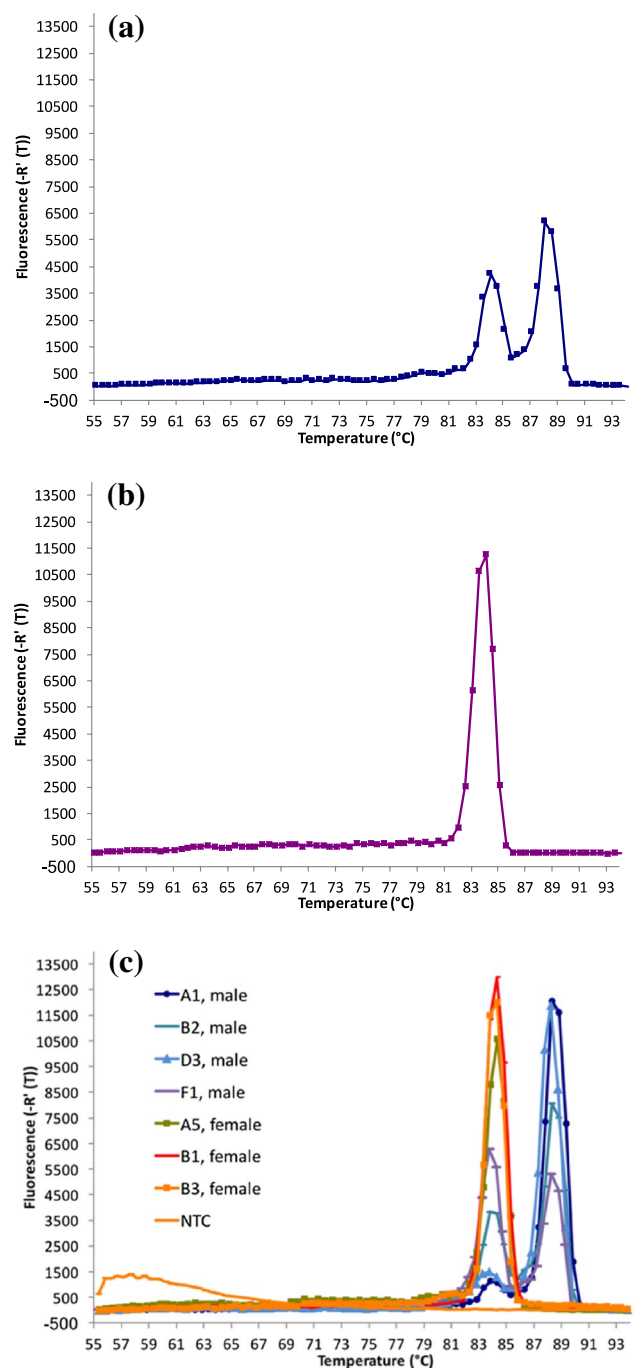 (a)
13500
12500
11500
10500
9500
8500
7500
6500
5500
4500
3500
2500
1500
500
-500
Fluorescence (-R' (T))
55 57 59 61 63 65 67 69 71 73 75 77 79 81 83 85 87 89 91 93
Temperature (°C)
(b)
13500
12500
11500
10500
9500
8500
7500
6500
5500
4500
3500
2500
1500
500
-500
Fluorescence (-R' (T))
55 57 59 61 63 65 67 69 71 73 75 77 79 81 83 85 87 89 91 93
Temperature (°C)
(c)
13500
12500
11500
10500
9500
8500
7500
6500
5500
4500
3500
2500
1500
500
-500
Fluorescence (-R' (T))
A1, male
B2, male
D3, male
F1, male
A5, female
B1, female
B3, female
NTC
55 57 59 61 63 65 67 69 71 73 75 77 79 81 83 85 87 89 91 93
Temperature (°C)